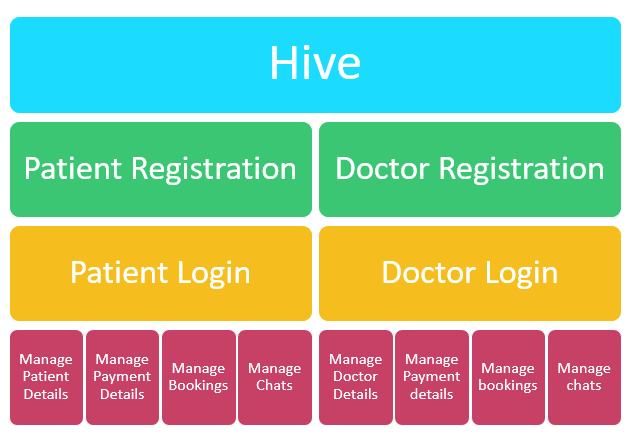 Hive
Patient Registration
Doctor Registration
Patient Login
Doctor Login
Manage
Patient
Details
Manage
Payment
Details
Manage
Bookings
Manage
Chats
Manage
Doctor
Details
Manage
Payment
details
Manage
bookings
Manage
chats